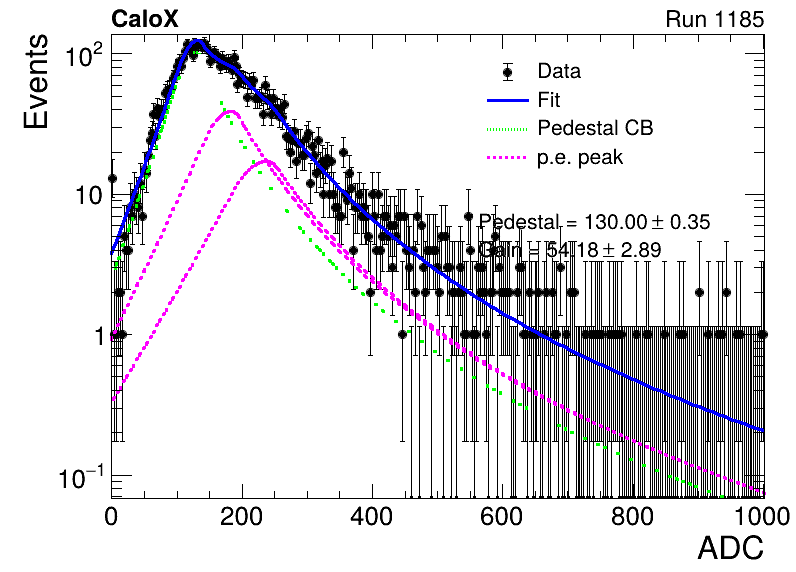 CaloX Run 1185
Events
10²
10
1
10⁻¹
Data
Fit
Pedestal CB
p.e. peak
Pedestal = 130.00 ± 0.35
Gain = 54.18 ± 2.89
0 200 400 600 800 1000
ADC